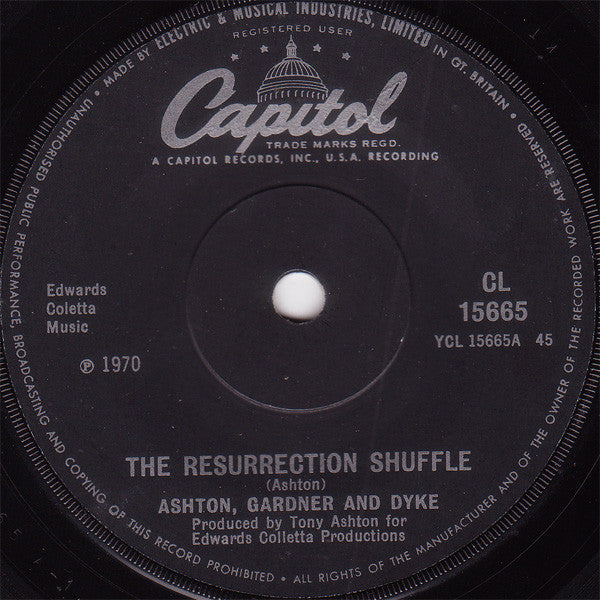 MADE BY ELECTRIC & MUSICAL INDUSTRIES, LIMITED IN GT. BRITAIN • ALL RIGHTS OF THE MANUFACTURER AND OF THE OWNER OF THE RECORDED WORK ARE RESERVED • UNAUTHORISED PUBLIC PERFORMANCE, BROADCASTING AND COPYING OF THIS RECORD PROHIBITED •
REGISTERED USER
Capitol
TRADE MARKS REGD.
A CAPITOL RECORDS, INC., U.S.A. RECORDING
Edwards
Coletta
Music
℗ 1970
CL
15665
YCL 15665A 45
THE RESURRECTION SHUFFLE
(Ashton)
ASHTON, GARDNER AND DYKE
Produced by Tony Ashton for
Edwards Colletta Productions